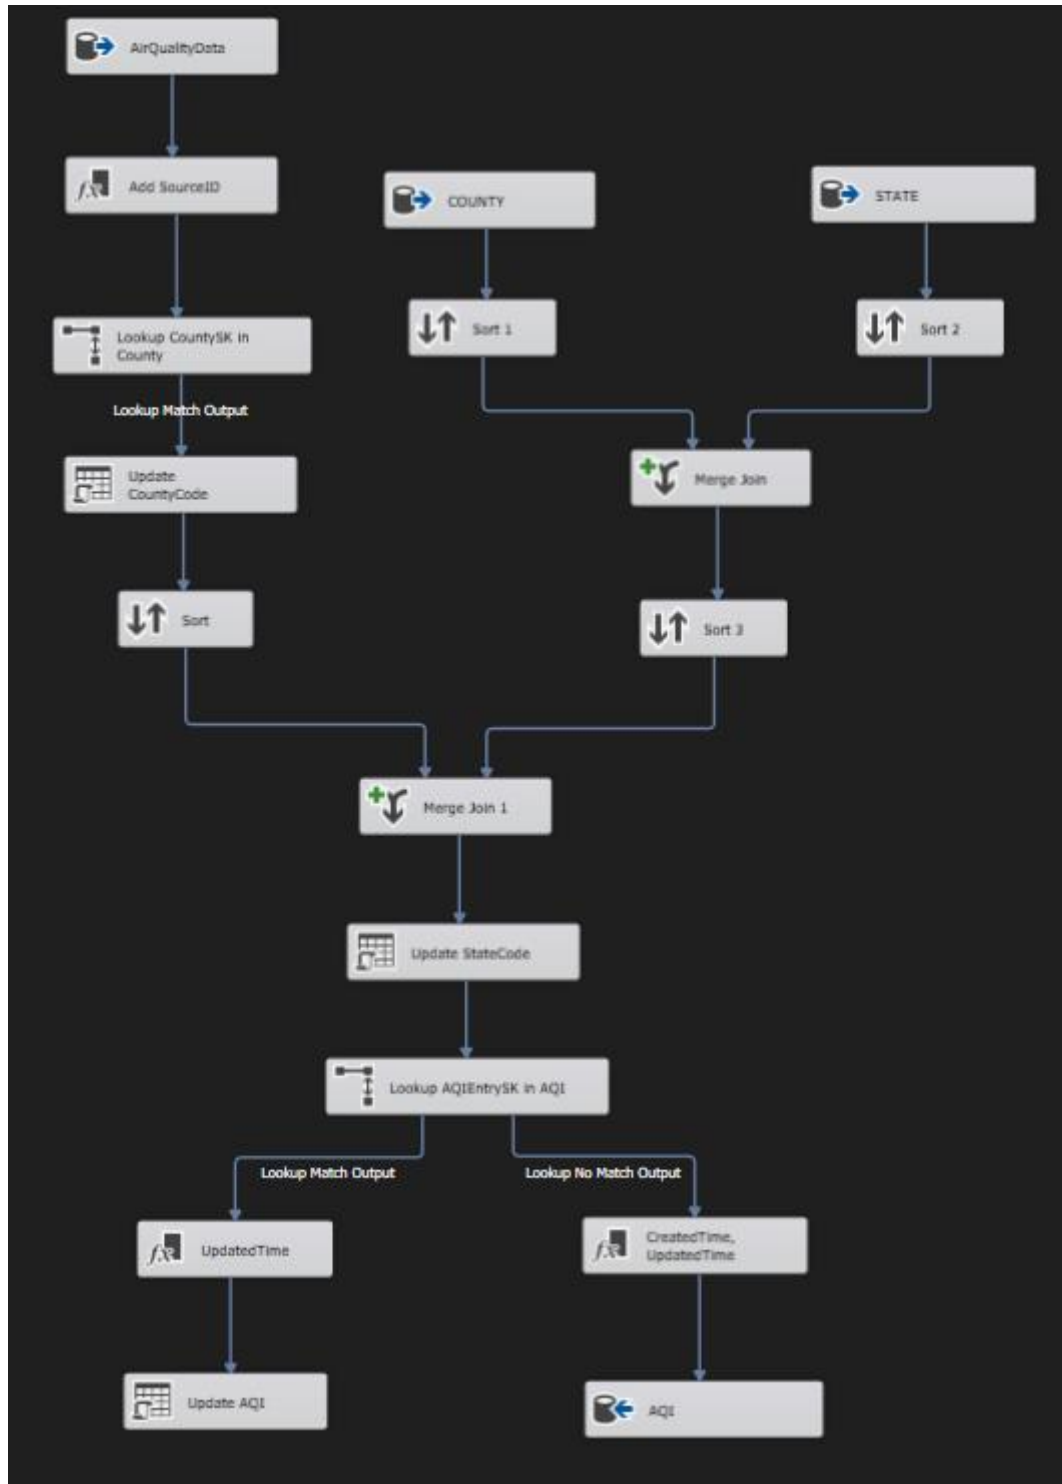 AirQualityData
Add SourceID
COUNTY
STATE
Lookup CountySK in
County
Sort 1
Sort 2
Lookup Match Output
Update
CountyCode
Merge Join
Sort
Sort 3
Merge Join 1
Update StateCode
Lookup AQIEntrySK in AQI
Lookup Match Output
Lookup No Match Output
UpdatedTime
CreatedTime,
UpdatedTime
Update AQI
AQI